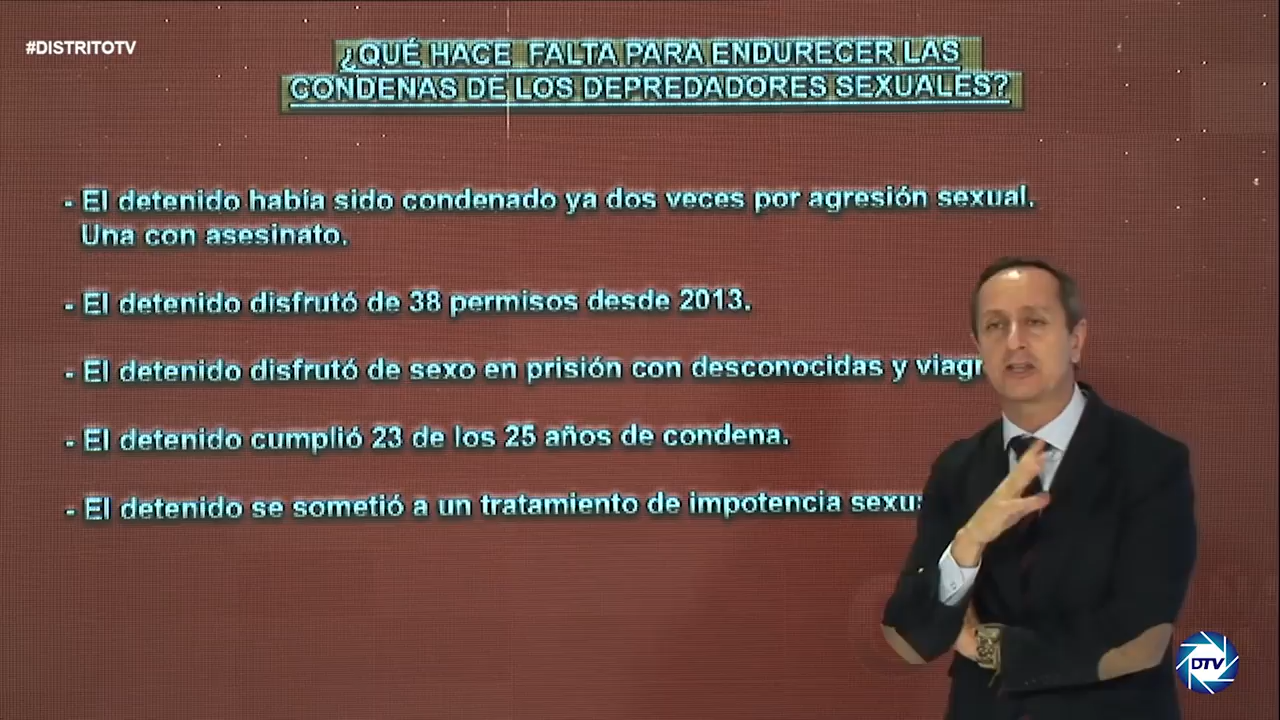 #DISTRITOTV
¿QUÉ HACE FALTA PARA ENDURECER LAS
CONDENAS DE LOS DEPREDADORES SEXUALES?
- El detenido había sido condenado ya dos veces por agresión sexual.
Una con asesinato.
- El detenido disfrutó de 38 permisos desde 2013.
- El detenido disfrutó de sexo en prisión con desconocidas y
- El detenido cumplió 23 de los 25 años de condena.
- El detenido se sometió a un tratamiento de impotencia
DTV